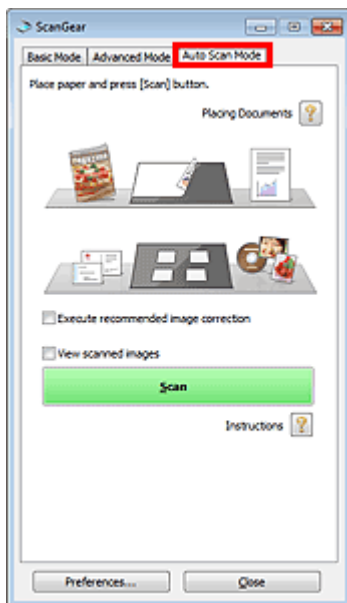 ScanGear
Basic Mode Advanced Mode Auto Scan Mode
Place paper and press [Scan] button.
Placing Documents ?
MAGAZINE
Execute recommended image correction
View scanned images
Scan
Instructions ?
Preferences... Close